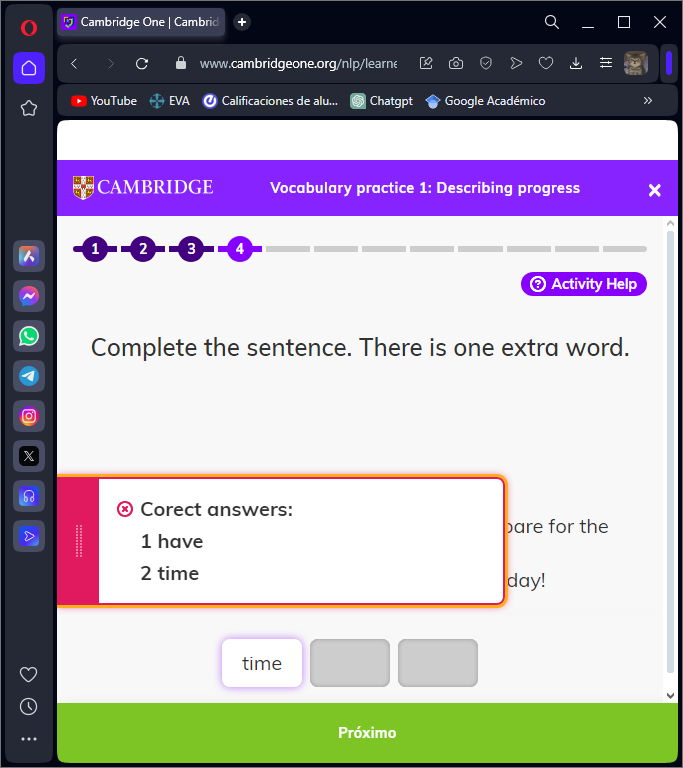 Cambridge One | Cambrid
www.cambridgeone.org/nlp/learne
YouTube EVA Calificaciones de alu... Chatgpt Google Académico »
CAMBRIDGE Vocabulary practice 1: Describing progress
1 2 3 4
Activity Help
Complete the sentence. There is one extra word.
Corect answers:
1 have
2 time
pare for the
day!
time
Próximo